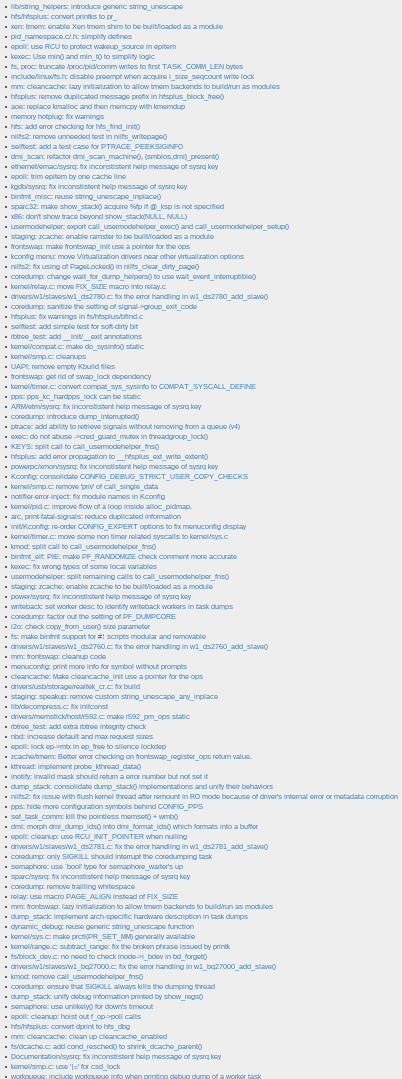 lib/string_helpers: introduce generic string_unescape
hfs/hfsplus: convert printks to pr_
xen: tmem: enable Xen tmem shim to be built/loaded as a module
pid_namespace.c/.h: simplify defines
epoll: use RCU to protect wakeup_source in epitem
kexec: Use min() and min_t() to simplify logic
fs, proc: truncate /proc/pid/comm writes to first TASK_COMM_LEN bytes
include/linux/fs.h: disable preempt when acquire i_size_seqcount write lock
mm: cleancache: lazy initialization to allow tmem backends to build/run as modules
hfsplus: remove duplicated message prefix in hfsplus_block_free()
aoe: replace kmalloc and then memcpy with kmemdup
memory hotplug: fix warnings
hfs: add error checking for hfs_find_init()
nilfs2: remove unneeded test in nilfs_writepage()
selftest: add a test case for PTRACE_PEEKSIGINFO
dmi_scan: refactor dmi_scan_machine(), {smbios,dmi}_present()
ethernet/emac/sysrq: fix inconstistent help message of sysrq key
epoll: trim epitem by one cache line
kgdb/sysrq: fix inconstistent help message of sysrq key
binfmt_misc: reuse string_unescape_inplace()
sparc32: make show_stack() acquire %fp if @_ksp is not specified
x86: don't show trace beyond show_stack(NULL, NULL)
usermodehelper: export call_usermodehelper_exec() and call_usermodehelper_setup()
staging: zcache: enable ramster to be built/loaded as a module
frontswap: make frontswap_init use a pointer for the ops
kconfig menu: move Virtualization drivers near other virtualization options
nilfs2: fix using of PageLocked() in nilfs_clear_dirty_page()
coredump: change wait_for_dump_helpers() to use wait_event_interruptible()
kernel/relay.c: move FIX_SIZE macro into relay.c
drivers/w1/slaves/w1_ds2780.c: fix the error handling in w1_ds2780_add_slave()
coredump: sanitize the setting of signal->group_exit_code
hfsplus: fix warnings in fs/hfsplus/bfind.c
selftest: add simple test for soft-dirty bit
rbtree_test: add __init/__exit annotations
kernel/compat.c: make do_sysinfo() static
kernel/smp.c: cleanups
UAPI: remove empty Kbuild files
frontswap: get rid of swap_lock dependency
kernel/timer.c: convert compat_sys_sysinfo to COMPAT_SYSCALL_DEFINE
pps: pps_kc_hardpps_lock can be static
ARM/etm/sysrq: fix inconstistent help message of sysrq key
coredump: introduce dump_interrupted()
ptrace: add ability to retrieve signals without removing from a queue (v4)
exec: do not abuse ->cred_guard_mutex in threadgroup_lock()
KEYS: split call to call_usermodehelper_fns()
hfsplus: add error propagation to __hfsplus_ext_write_extent()
powerpc/xmon/sysrq: fix inconstistent help message of sysrq key
Kconfig: consolidate CONFIG_DEBUG_STRICT_USER_COPY_CHECKS
kernel/smp.c: remove 'priv' of call_single_data
notifier-error-inject: fix module names in Kconfig
kernel/pid.c: improve flow of a loop inside alloc_pidmap.
arc, print-fatal-signals: reduce duplicated information
init/Kconfig: re-order CONFIG_EXPERT options to fix menuconfig display
kernel/timer.c: move some non timer related syscalls to kernel/sys.c
kmod: split call to call_usermodehelper_fns()
binfmt_elf: PIE: make PF_RANDOMIZE check comment more accurate
kexec: fix wrong types of some local variables
usermodehelper: split remaining calls to call_usermodehelper_fns()
staging: zcache: enable zcache to be built/loaded as a module
power/sysrq: fix inconstistent help message of sysrq key
writeback: set worker desc to identify writeback workers in task dumps
coredump: factor out the setting of PF_DUMPCORE
i2o: check copy_from_user() size parameter
fs: make binfmt support for #! scripts modular and removable
drivers/w1/slaves/w1_ds2760.c: fix the error handling in w1_ds2760_add_slave()
mm: frontswap: cleanup code
menuconfig: print more info for symbol without prompts
cleancache: Make cleancache_init use a pointer for the ops
drivers/usb/storage/realtek_cr.c: fix build
staging: speakup: remove custom string_unescape_any_inplace
lib/decompress.c: fix initconst
drivers/memstick/host/r592.c: make r592_pm_ops static
rbtree_test: add extra rbtree integrity check
nbd: increase default and max request sizes
epoll: lock ep->mtx in ep_free to silence lockdep
zcache/tmem: Better error checking on frontswap_register_ops return value.
kthread: implement probe_kthread_data()
inotify: invalid mask should return a error number but not set it
dump_stack: consolidate dump_stack() implementations and unify their behaviors
nilfs2: fix issue with flush kernel thread after remount in RO mode because of driver's internal error or metadata corruption
pps: hide more configuration symbols behind CONFIG_PPS
set_task_comm: kill the pointless memset() + wmb()
dmi: morph dmi_dump_ids() into dmi_format_ids() which formats into a buffer
epoll: cleanup: use RCU_INIT_POINTER when nulling
drivers/w1/slaves/w1_ds2781.c: fix the error handling in w1_ds2781_add_slave()
coredump: only SIGKILL should interrupt the coredumping task
semaphore: use `bool' type for semaphore_waiter's up
sparc/sysrq: fix inconstistent help message of sysrq key
coredump: remove trailling whitespace
relay: use macro PAGE_ALIGN instead of FIX_SIZE
mm: frontswap: lazy initialization to allow tmem backends to build/run as modules
dump_stack: implement arch-specific hardware description in task dumps
dynamic_debug: reuse generic string_unescape function
kernel/sys.c: make prctl(PR_SET_MM) generally available
kernel/range.c: subtract_range: fix the broken phrase issued by printk
fs/block_dev.c: no need to check inode->i_bdev in bd_forget()
drivers/w1/slaves/w1_bq27000.c: fix the error handling in w1_bq27000_add_slave()
kmod: remove call_usermodehelper_fns()
coredump: ensure that SIGKILL always kills the dumping thread
dump_stack: unify debug information printed by show_regs()
semaphore: use unlikely() for down's timeout
epoll: cleanup: hoist out f_op->poll calls
hfs/hfsplus: convert dprint to hfs_dbg
mm: cleancache: clean up cleancache_enabled
fs/dcache.c: add cond_resched() to shrink_dcache_parent()
Documentation/sysrq: fix inconstistent help message of sysrq key
kernel/smp.c: use '|=' for csd_lock
workqueue: include workqueue info when printing debug dump of a worker task